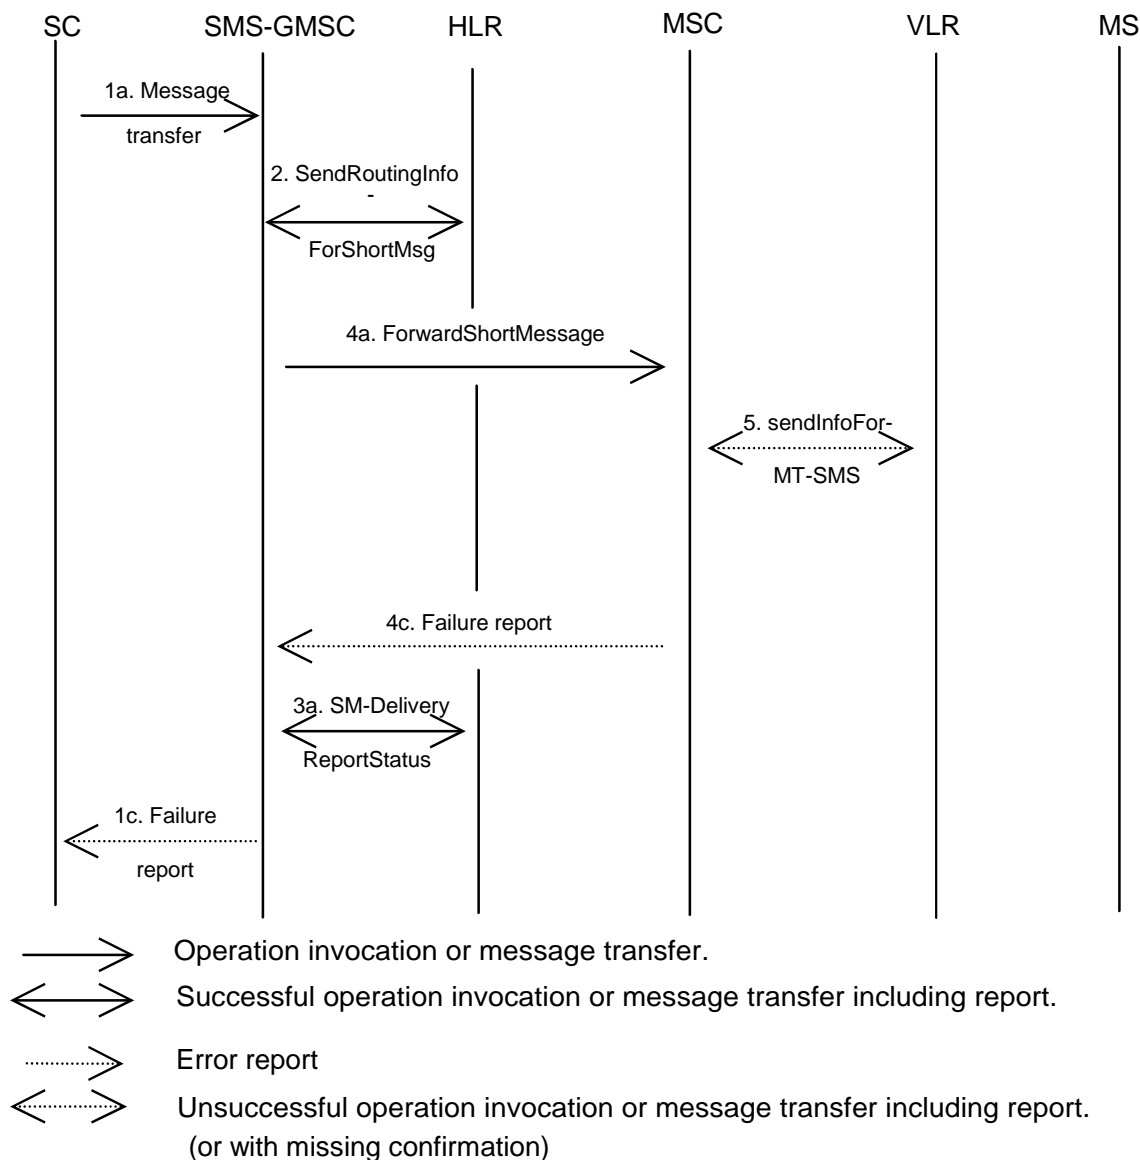 SC SMS-GMSC HLR MSC VLR MS
1a. Message
transfer
2. SendRoutingInfo
-
ForShortMsg
4a. ForwardShortMessage
5. sendInfoFor-
MT-SMS
4c. Failure report
3a. SM-Delivery
ReportStatus
1c. Failure
report
Operation invocation or message transfer.
Successful operation invocation or message transfer including report.
Error report
Unsuccessful operation invocation or message transfer including report.
(or with missing confirmation)